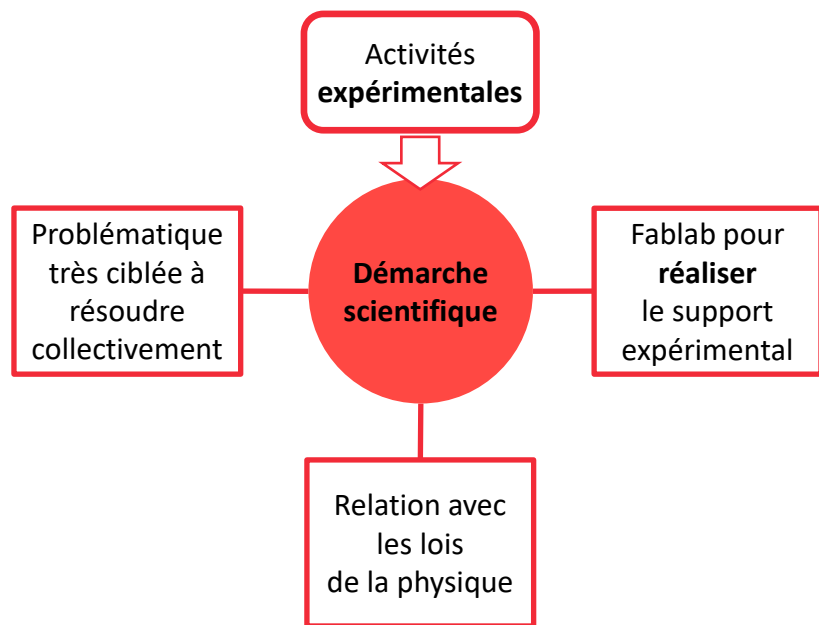 Activités
expérimentales
Problématique
très ciblée à
résoudre
collectivement
Démarche
scientifique
Fablab pour
réaliser
le support
expérimental
Relation avec
les lois
de la physique